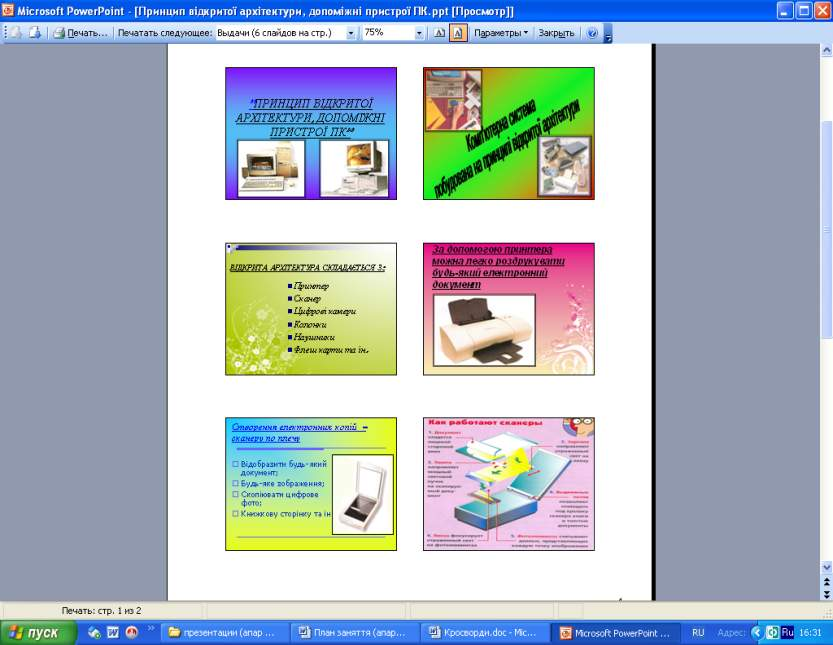 Microsoft PowerPoint - [Принцип відкритої архітектури, допоміжні пристрої ПК.ppt [Просмотр]]
Печать... Печатать следующее: Выдачи (6 слайдов на стр.) 75% Параметры Закрыть
"ПРИНЦИП ВІДКРИТОЇ
АРХІТЕКТУРИ, ДОПОМІЖНІ
ПРИСТРОЇ ПК"
Комп'ютерна система
побудована на принципі відкритої архітектури
ВІДКРИТА АРХІТЕКТУРА СКЛАДАЄТЬСЯ З:
Принтер
Сканер
Цифрові камери
Колонки
Наушники
Флеш карти та ін.
За допомогою принтера
можна легко роздрукувати
будь-який електронний
документ
Створення електронних копій –
сканеру по плечу
Відобразити будь-який
документ;
Будь-яке зображення;
Скопіювати цифрове
фото;
Книжкову сторінку та ін
Как работают сканеры
1. Документ
Печать: стр. 1 из 2
пуск
презентации (апар ...
План заняття (апар...
Кросворди.doc - Mic...
Microsoft PowerPoint ...
RU Адрес: Ru 16:31